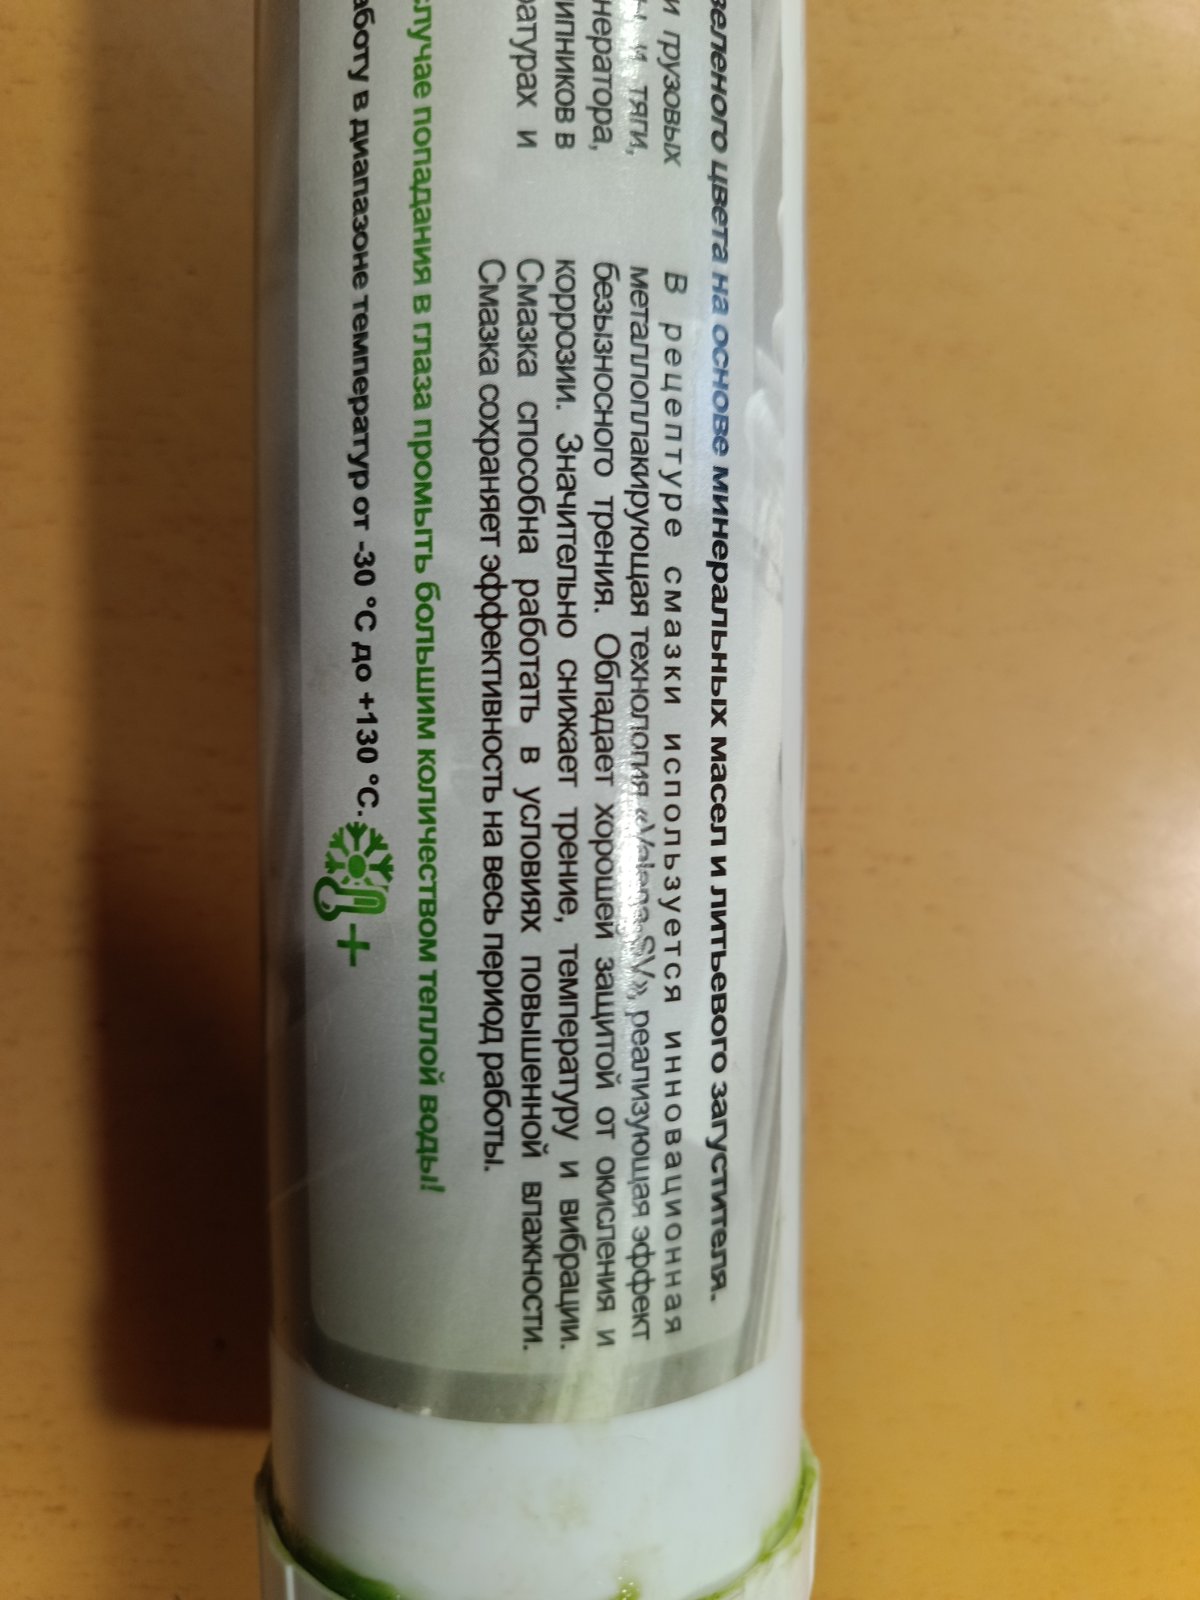 зеленого цвета на основе минеральных масел и литьевого загустителя.
и грузовых
и тяги,
нератора,
ипников в
ратурах и
В рецептуре смазки используется инновационная
металлоплакирующая технология «Valena-SV», реализующая эффект
безызносного трения. Обладает хорошей защитой от окисления и
коррозии. Значительно снижает трение, температуру и вибрации.
Смазка способна работать в условиях повышенной влажности.
Смазка сохраняет эффективность на весь период работы.
случае попадания в глаза промыть большим количеством теплой воды!
аботу в диапазоне температур от -30 °C до +130 °C.
+